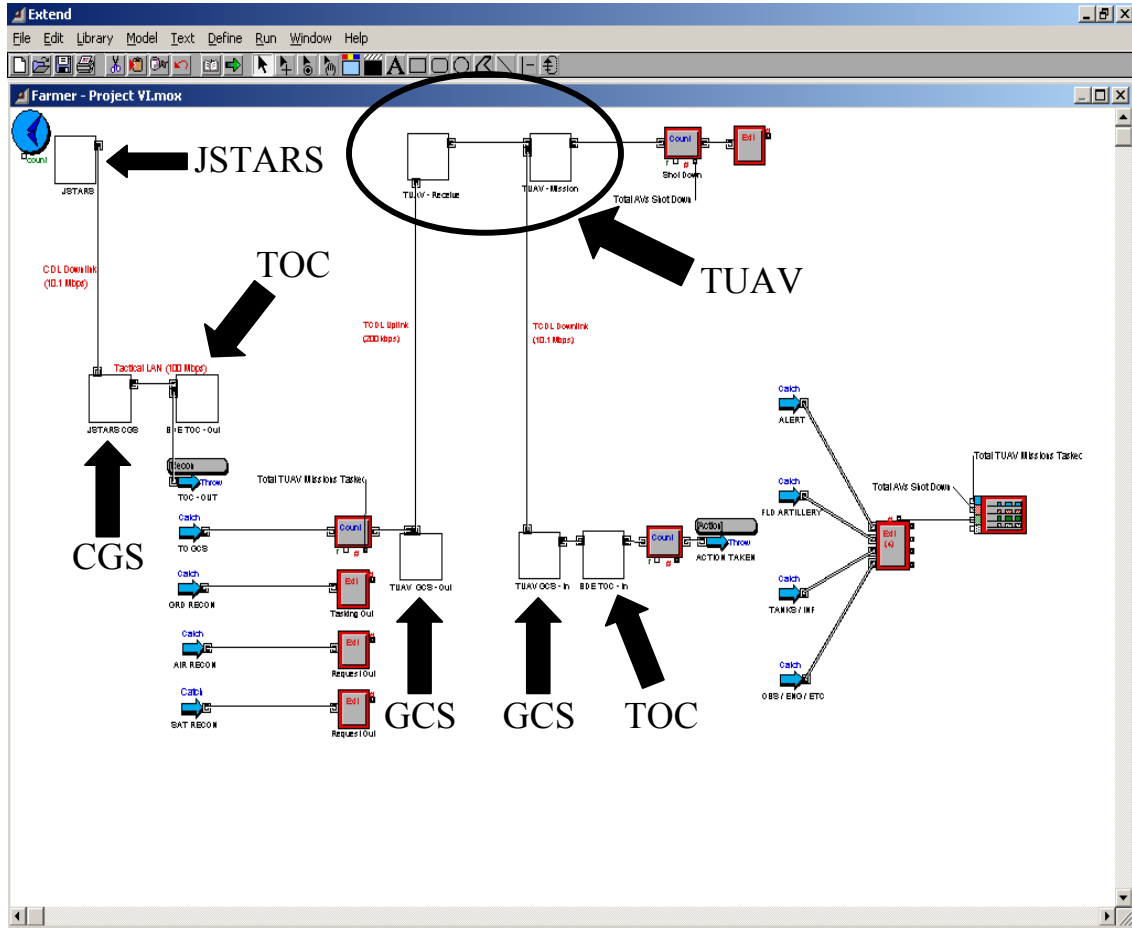 Extend
File Edit Library Model Text Define Run Window Help
Farmer - Project VI.mox
count
JSTARS
JSTARS
TUAV - Receive
TUAV - Mission
Count
r #
Shot Down
Exit
#
Total AVs Shot Down
TUAV
TOC
CDL Downlink
(10.1 Mbps)
TCDL Uplink
(200 kbps)
TCDL Downlink
(10.1 Mbps)
Tactical LAN (100 Mbps)
JSTARS CGS
BDE TOC - Out
CGS
Recon
Throw
TOC - OUT
Total TUAV Missions Tasked
Catch
TO GCS
Count
r #
TUAV GCS - Out
Catch
GRD RECON
Exit
#
Tasking Out
Catch
AIR RECON
Exit
#
Request Out
Catch
SAT RECON
Exit
#
Request Out
GCS
TUAV GCS - In
BDE TOC - In
Count
r #
Action
Throw
ACTION TAKEN
GCS
TOC
Catch
ALERT
Catch
FLD ARTILLERY
Catch
TANKS / INF
Catch
OBS / ENG / ETC
#
Exit
(4)
Total TUAV Missions Tasked
Total AVs Shot Down